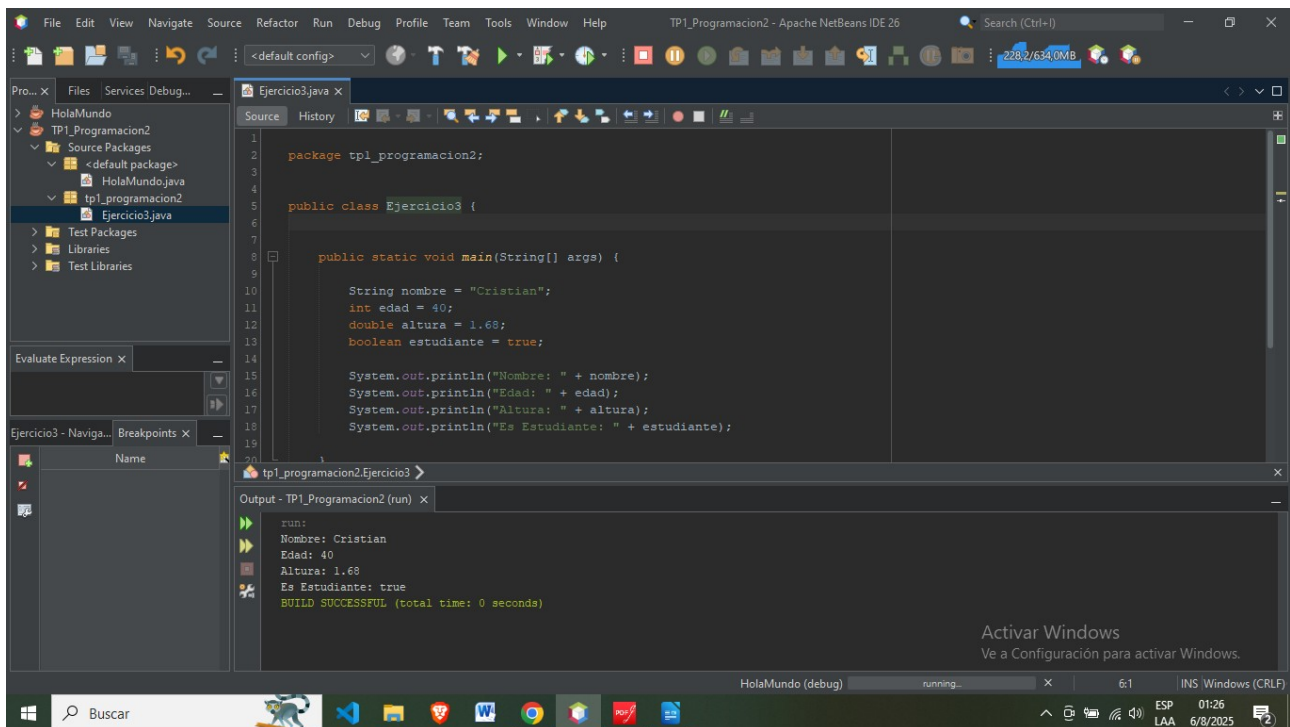 File Edit View Navigate Source Refactor Run Debug Profile Team Tools Window Help TP1_Programacion2 - Apache NetBeans IDE 26 Search (Ctrl+I)
<default config> 228,2/634,0MB
Pro... Files Services Debug... Ejercicio3.java
HolaMundo
TP1_Programacion2
Source Packages
<default package>
HolaMundo.java
tp1_programacion2
Ejercicio3.java
Test Packages
Libraries
Test Libraries
Source History
1
2 package tp1_programacion2;
3
4
5 public class Ejercicio3 {
6
7
8 public static void main(String[] args) {
9
10 String nombre = "Cristian";
11 int edad = 40;
12 double altura = 1.68;
13 boolean estudiante = true;
14
15 System.out.println("Nombre: " + nombre);
16 System.out.println("Edad: " + edad);
17 System.out.println("Altura: " + altura);
18 System.out.println("Es Estudiante: " + estudiante);
19
20 }
Evaluate Expression
Ejercicio3 - Naviga... Breakpoints
Name
tp1_programacion2.Ejercicio3
Output - TP1_Programacion2 (run)
run:
Nombre: Cristian
Edad: 40
Altura: 1.68
Es Estudiante: true
BUILD SUCCESSFUL (total time: 0 seconds)
Activar Windows
Ve a Configuración para activar Windows.
HolaMundo (debug) running... 6:1 INS Windows (CRLF)
Buscar
PDF
ESP
LAA
01:26
6/8/2025
2